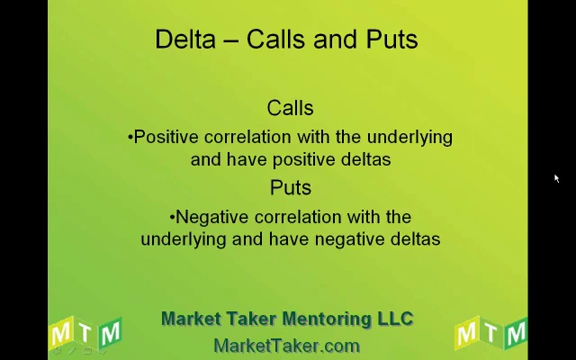 Delta – Calls and Puts
Calls
•Positive correlation with the underlying
and have positive deltas
Puts
•Negative correlation with the
underlying and have negative deltas
Market Taker Mentoring LLC
MarketTaker.com
MTM
MTM